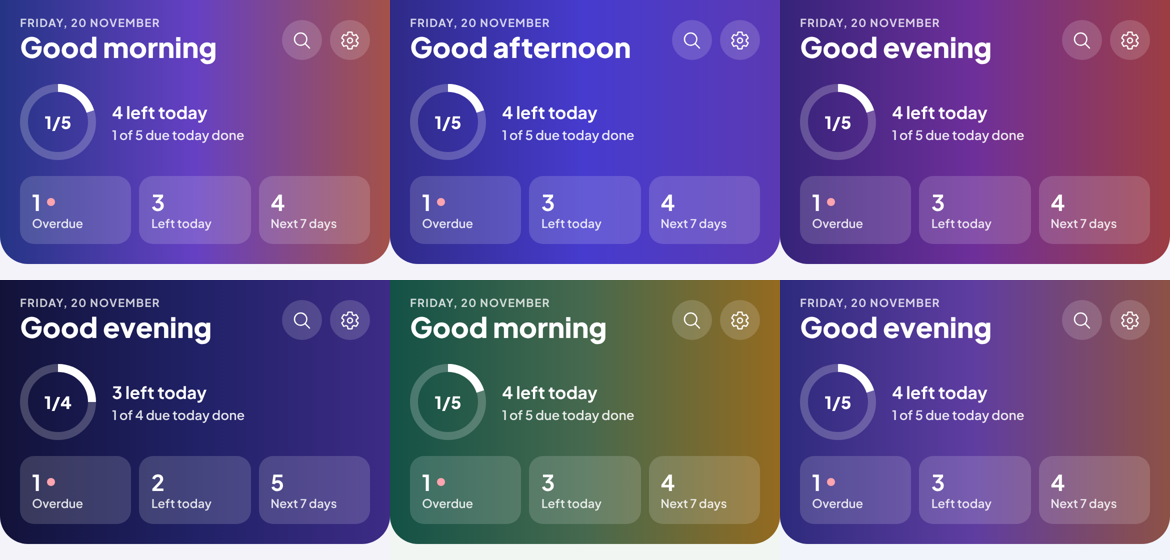 FRIDAY, 20 NOVEMBER
Good morning
1/5
4 left today
1 of 5 due today done
1
Overdue
3
Left today
4
Next 7 days
FRIDAY, 20 NOVEMBER
Good afternoon
1/5
4 left today
1 of 5 due today done
1
Overdue
3
Left today
4
Next 7 days
FRIDAY, 20 NOVEMBER
Good evening
1/5
4 left today
1 of 5 due today done
1
Overdue
3
Left today
4
Next 7 days
FRIDAY, 20 NOVEMBER
Good evening
1/4
3 left today
1 of 4 due today done
1
Overdue
2
Left today
5
Next 7 days
FRIDAY, 20 NOVEMBER
Good morning
1/5
4 left today
1 of 5 due today done
1
Overdue
3
Left today
4
Next 7 days
FRIDAY, 20 NOVEMBER
Good evening
1/5
4 left today
1 of 5 due today done
1
Overdue
3
Left today
4
Next 7 days